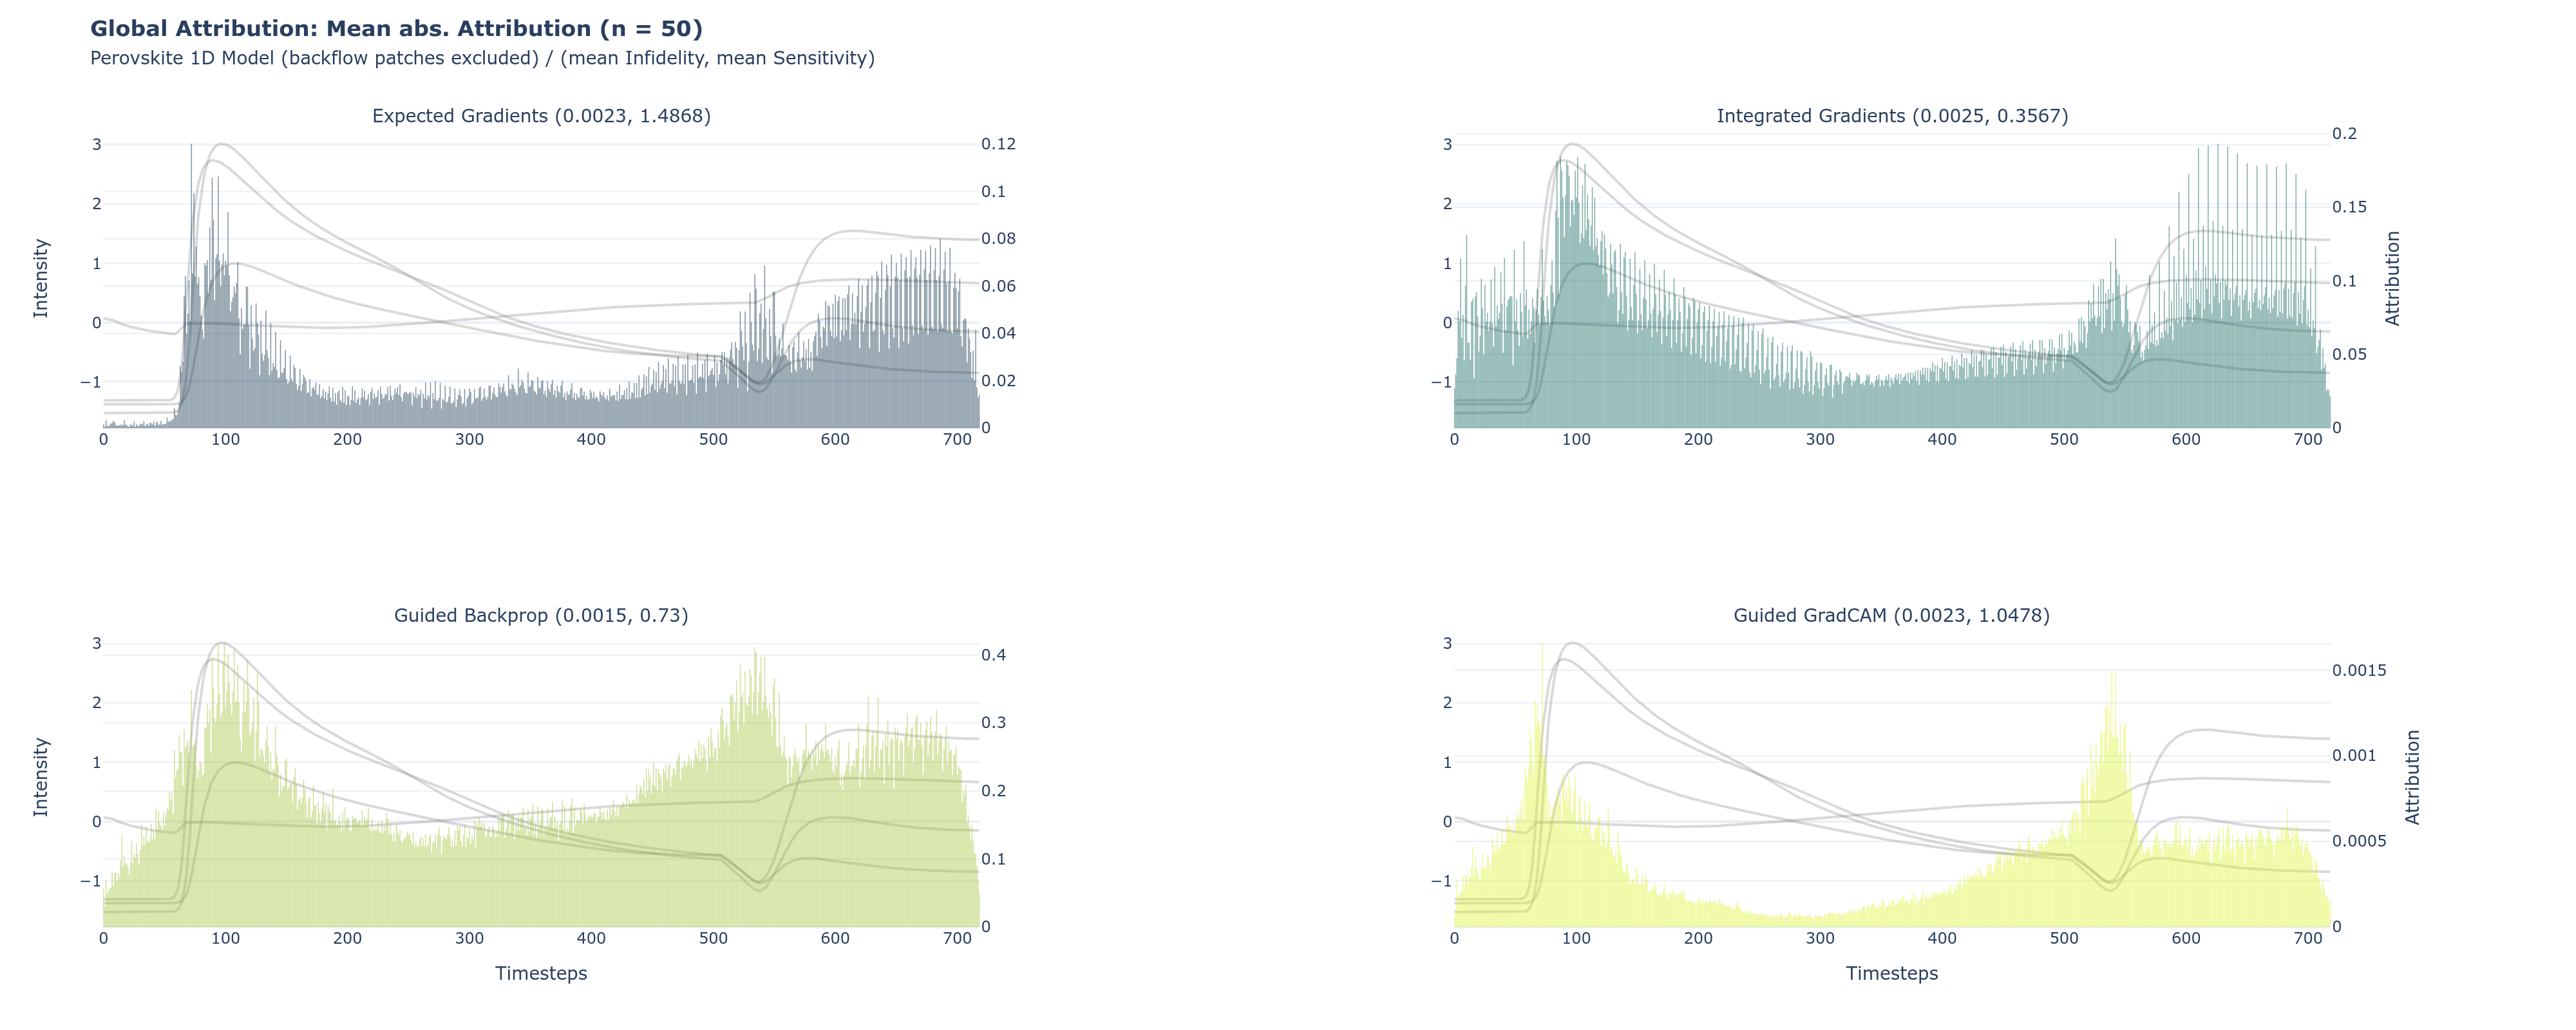 Global Attribution: Mean abs. Attribution (n = 50)
Perovskite 1D Model (backflow patches excluded) / (mean Infidelity, mean Sensitivity)
Expected Gradients (0.0023, 1.4868)
3
2
1
0
−1
Intensity
0.12
0.1
0.08
0.06
0.04
0.02
0
0 100 200 300 400 500 600 700
Integrated Gradients (0.0025, 0.3567)
3
2
1
0
−1
0.2
0.15
0.1
0.05
0
Attribution
0 100 200 300 400 500 600 700
Guided Backprop (0.0015, 0.73)
3
2
1
0
−1
Intensity
0.4
0.3
0.2
0.1
0
0 100 200 300 400 500 600 700
Timesteps
Guided GradCAM (0.0023, 1.0478)
3
2
1
0
−1
0.0015
0.001
0.0005
0
Attribution
0 100 200 300 400 500 600 700
Timesteps